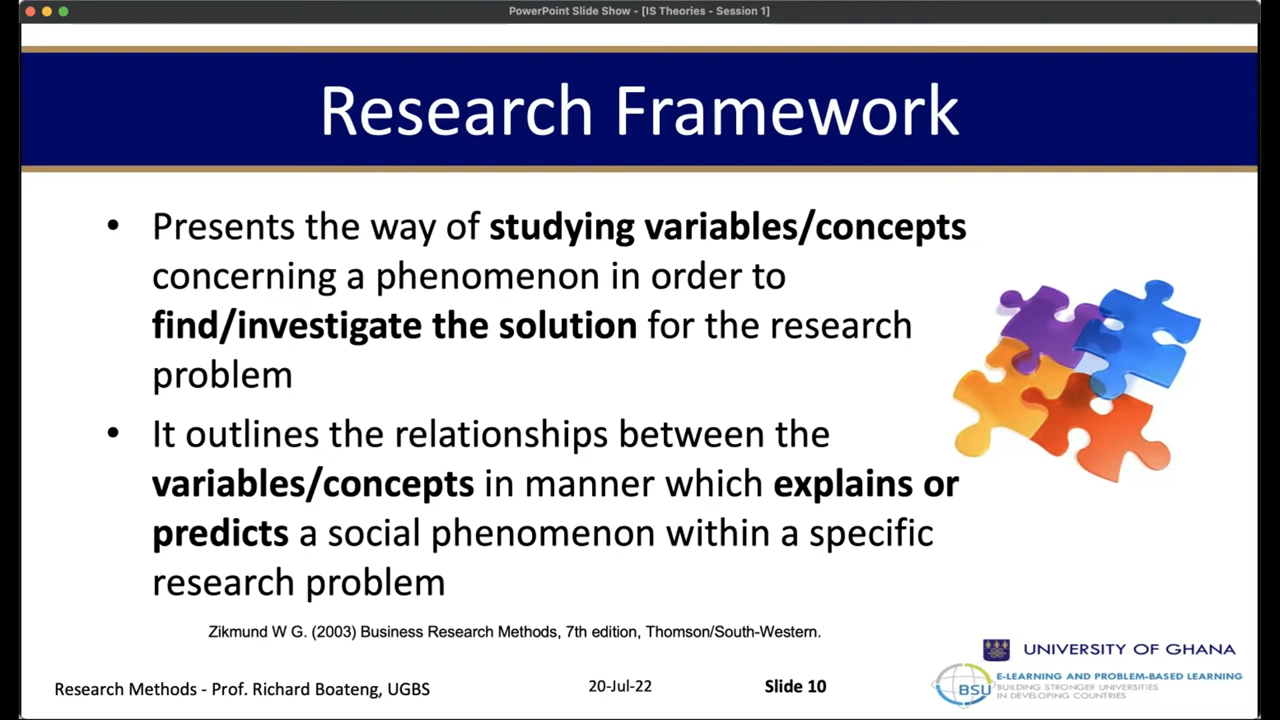 PowerPoint Slide Show - [IS Theories - Session 1]
Research Framework
• Presents the way of studying variables/concepts
concerning a phenomenon in order to
find/investigate the solution for the research
problem
• It outlines the relationships between the
variables/concepts in manner which explains or
predicts a social phenomenon within a specific
research problem
Zikmund W G. (2003) Business Research Methods, 7th edition, Thomson/South-Western.
UNIVERSITY OF GHANA
BSU
E-LEARNING AND PROBLEM-BASED LEARNING
BUILDING STRONGER UNIVERSITIES
IN DEVELOPING COUNTRIES
Research Methods - Prof. Richard Boateng, UGBS
20-Jul-22
Slide 10